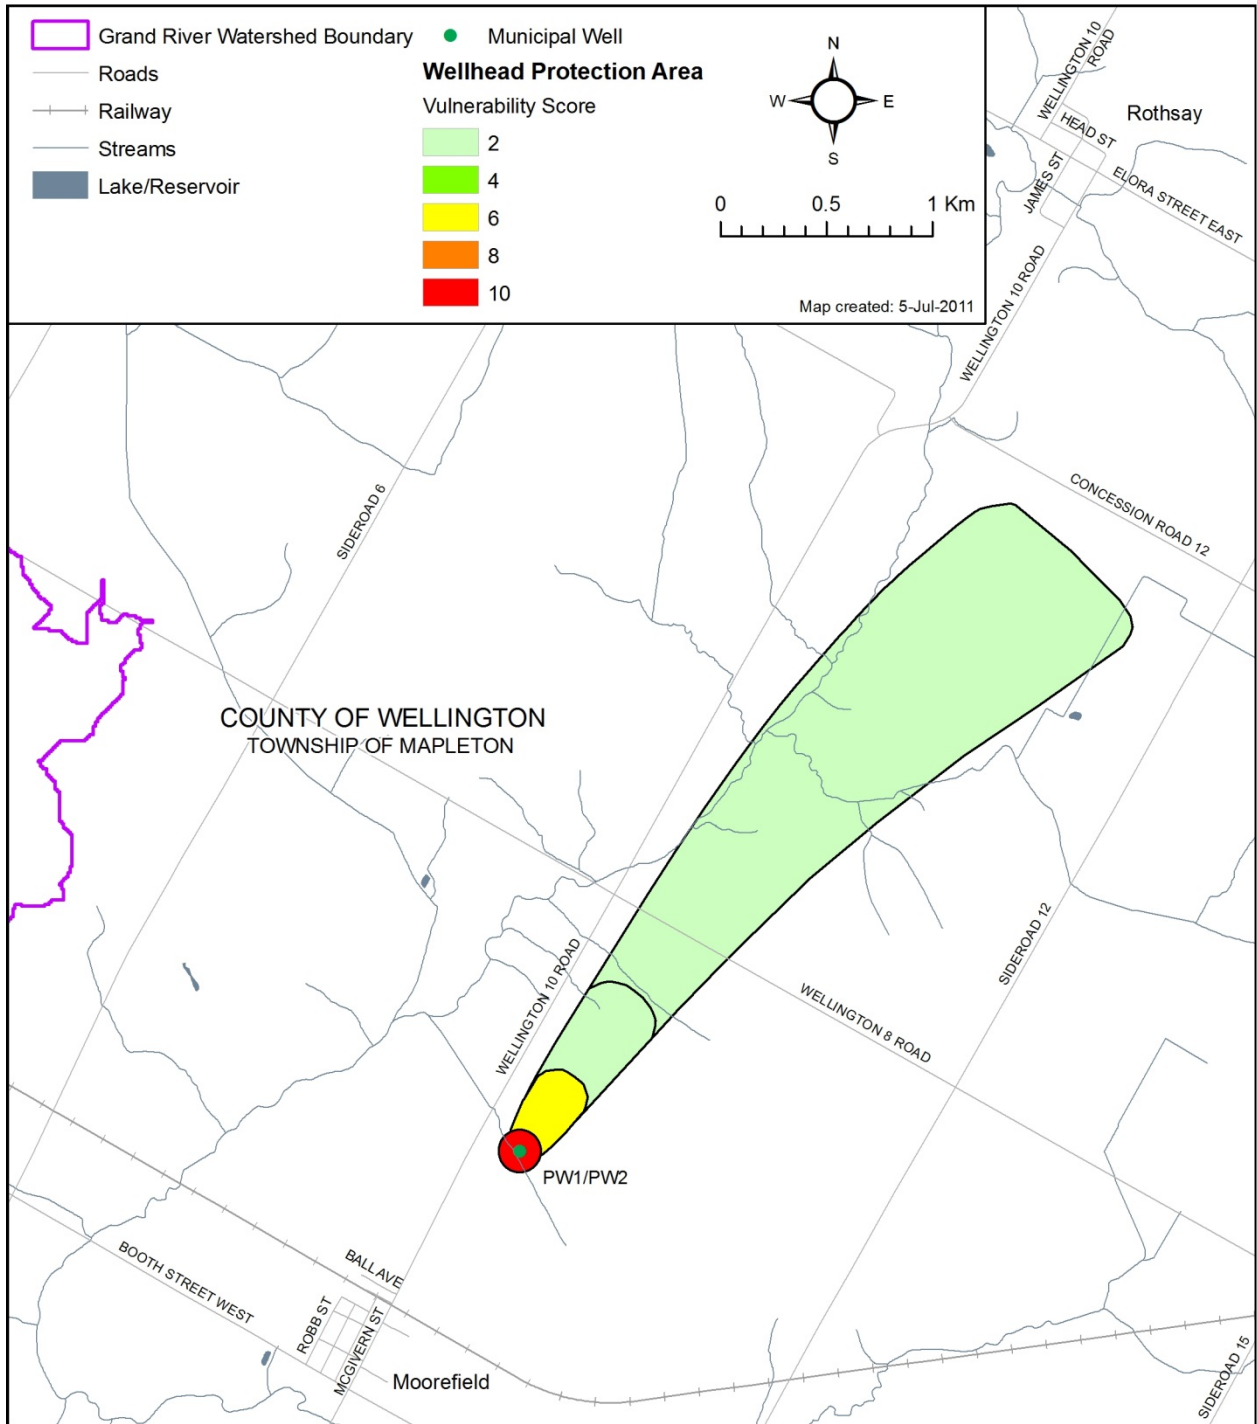 Grand River Watershed Boundary
Roads
Railway
Streams
Lake/Reservoir
Municipal Well
Wellhead Protection Area
Vulnerability Score
2
4
6
8
10
N
W E
S
0 0.5 1 Km
Map created: 5-Jul-2011
WELLINGTON 10
ROAD
Rothsay
HEAD ST
JAMES ST
ELORA STREET EAST
WELLINGTON 10 ROAD
SIDEROAD 6
CONCESSION ROAD 12
COUNTY OF WELLINGTON
TOWNSHIP OF MAPLETON
SIDEROAD 12
WELLINGTON 10 ROAD
WELLINGTON 8 ROAD
PW1/PW2
BALL AVE
BOOTH STREET WEST
ROBB ST
MCGIVERN ST
Moorefield
SIDEROAD 15